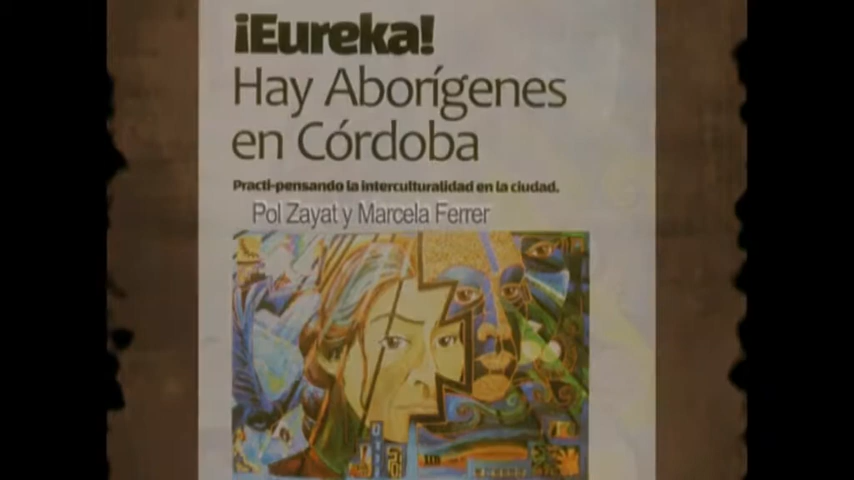 ¡Eureka!
Hay Aborígenes
en Córdoba
Practi-pensando la interculturalidad en la ciudad.
Pol Zayat y Marcela Ferrer